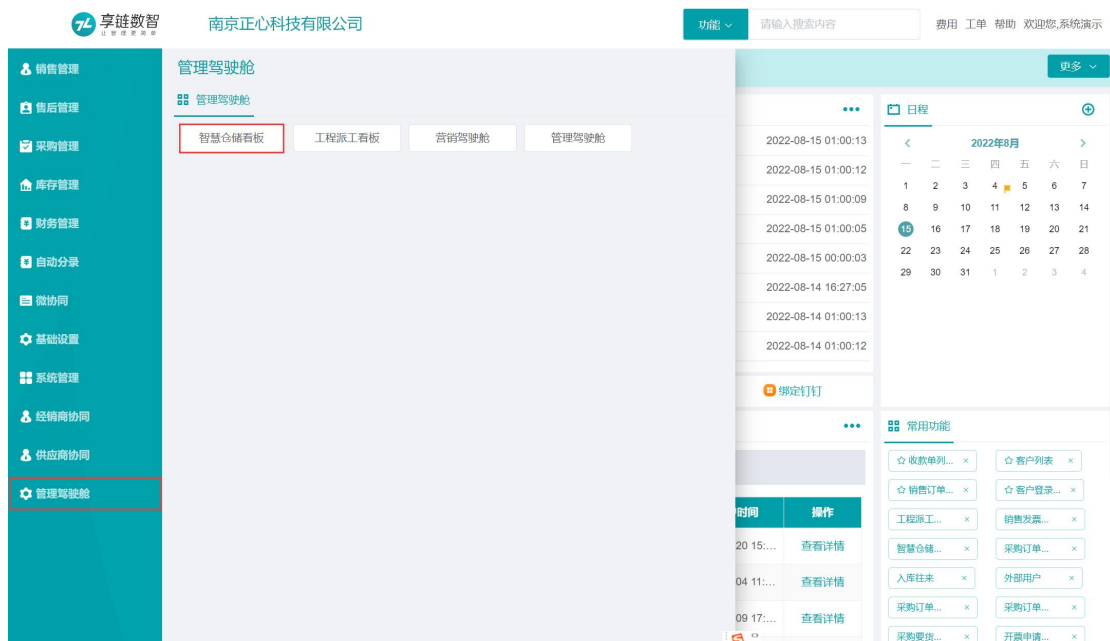 享链数智
让管理更简单
南京正心科技有限公司
功能
请输入搜索内容
费用 工单 帮助 欢迎您,系统演示
销售管理
售后管理
采购管理
库存管理
财务管理
自动分录
微协同
基础设置
系统管理
经销商协同
供应商协同
管理驾驶舱
管理驾驶舱
管理驾驶舱
智慧仓储看板 工程派工看板 营销驾驶舱 管理驾驶舱
更多
2022-08-15 01:00:13
2022-08-15 01:00:12
2022-08-15 01:00:09
2022-08-15 01:00:05
2022-08-15 00:00:03
2022-08-14 16:27:05
2022-08-14 01:00:13
2022-08-14 01:00:12
绑定钉钉
时间 操作
20 15:... 查看详情
04 11:... 查看详情
09 17:... 查看详情
日程
2022年8月
一 二 三 四 五 六 日
1 2 3 4 5 6 7
8 9 10 11 12 13 14
15 16 17 18 19 20 21
22 23 24 25 26 27 28
29 30 31 1 2 3 4
常用功能
收款单列... × 客户列表 ×
销售订单... × 客户登录... ×
工程派工... × 销售发票... ×
智慧仓储... × 采购订单... ×
入库往来 × 外部用户 ×
采购订单... × 采购订单... ×
采购要货... × 开票申请... ×